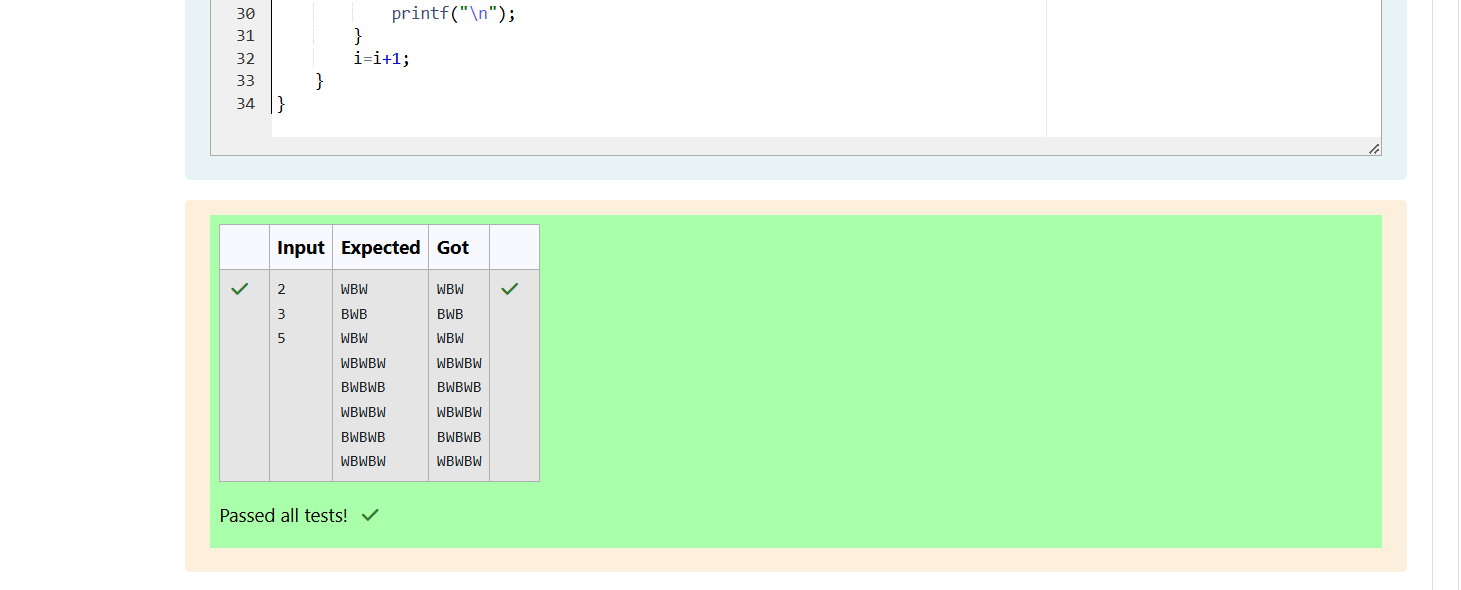 30 printf("\n");
31 }
32 i=i+1;
33 }
34 }
Input Expected Got
2 WBW WBW
3 BWB BWB
5 WBW WBW
WBWBW WBWBW
BWBWB BWBWB
WBWBW WBWBW
BWBWB BWBWB
WBWBW WBWBW
Passed all tests!